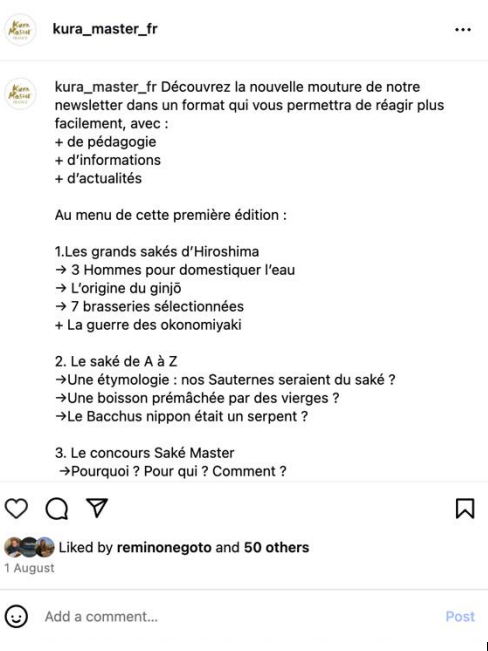 kura_master_fr
kura_master_fr Découvrez la nouvelle mouture de notre
newsletter dans un format qui vous permettra de réagir plus
facilement, avec :
+ de pédagogie
+ d'informations
+ d'actualités
Au menu de cette première édition :
1.Les grands sakés d'Hiroshima
→ 3 Hommes pour domestiquer l'eau
→ L'origine du ginjō
→ 7 brasseries sélectionnées
+ La guerre des okonomiyaki
2. Le saké de A à Z
→Une étymologie : nos Sauternes seraient du saké ?
→Une boisson prémâchée par des vierges ?
→Le Bacchus nippon était un serpent ?
3. Le concours Saké Master
→Pourquoi ? Pour qui ? Comment ?
Liked by reminonegoto and 50 others
1 August
Add a comment...
Post